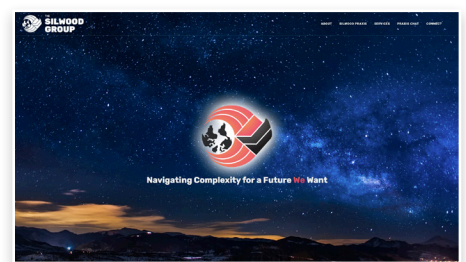 THE
SILWOOD
GROUP
ABOUT SILWOOD PRAXIS SERVICES PRAXIS CHAT CONNECT
Navigating Complexity for a Future We Want